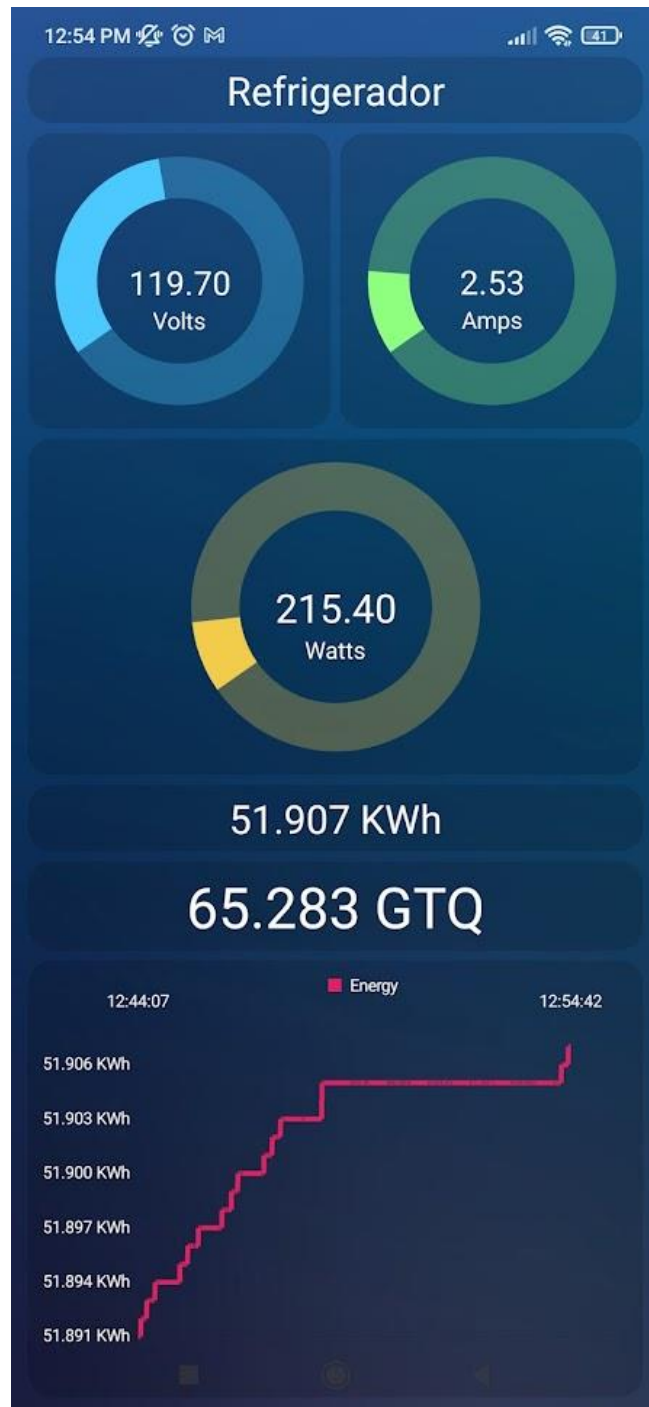 12:54 PM
41
Refrigerador
119.70
Volts
2.53
Amps
215.40
Watts
51.907 KWh
65.283 GTQ
Energy
12:44:07
12:54:42
51.906 KWh
51.903 KWh
51.900 KWh
51.897 KWh
51.894 KWh
51.891 KWh